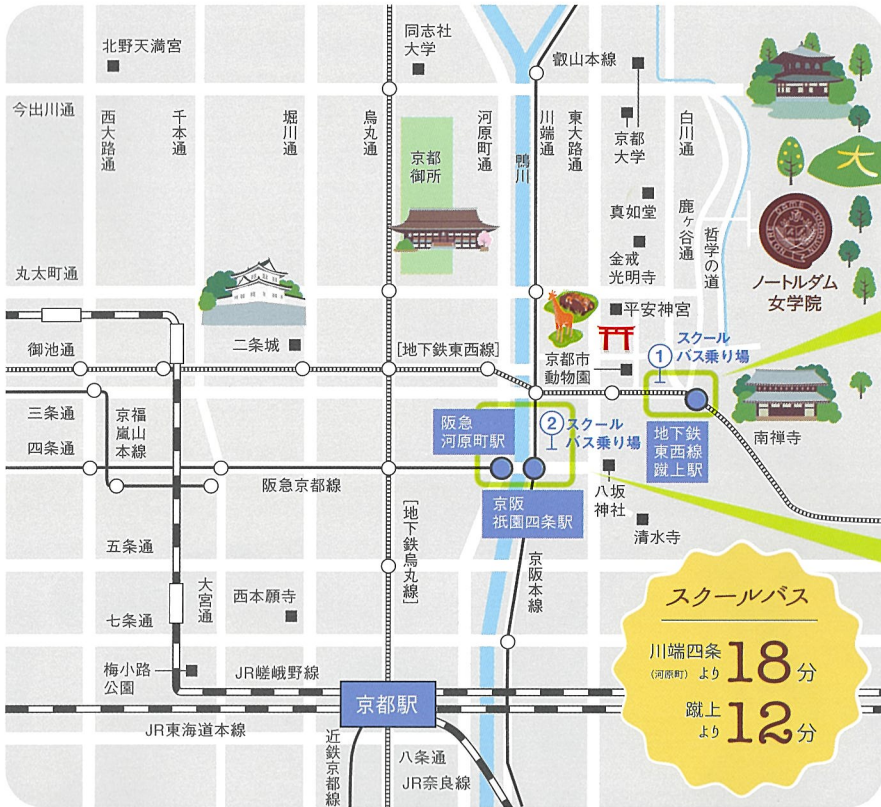 北野天満宮
同志社
大学
叡山本線
今出川通
西大路通
千本通
堀川通
烏丸通
京都
御所
河原町通
鴨川
川端通
東大路通
京都
大学
白川通
真如堂
鹿ヶ谷通
哲学の道
金戒
光明寺
ノートルダム
女学院
丸太町通
平安神宮
御池通
二条城
[地下鉄東西線]
京都市
動物園
① スクール
バス乗り場
三条通
京福
嵐山
本線
四条通
阪急
河原町駅
② スクール
バス乗り場
地下鉄
東西線
蹴上駅
南禅寺
阪急京都線
[地下鉄烏丸線]
京阪
祇園四条駅
八坂
神社
清水寺
五条通
京阪本線
大宮通
西本願寺
七条通
梅小路
公園
JR嵯峨野線
京都駅
JR東海道本線
近鉄京都線
八条通
JR奈良線
スクールバス
川端四条
(河原町) より 18分
蹴上
より 12分
大